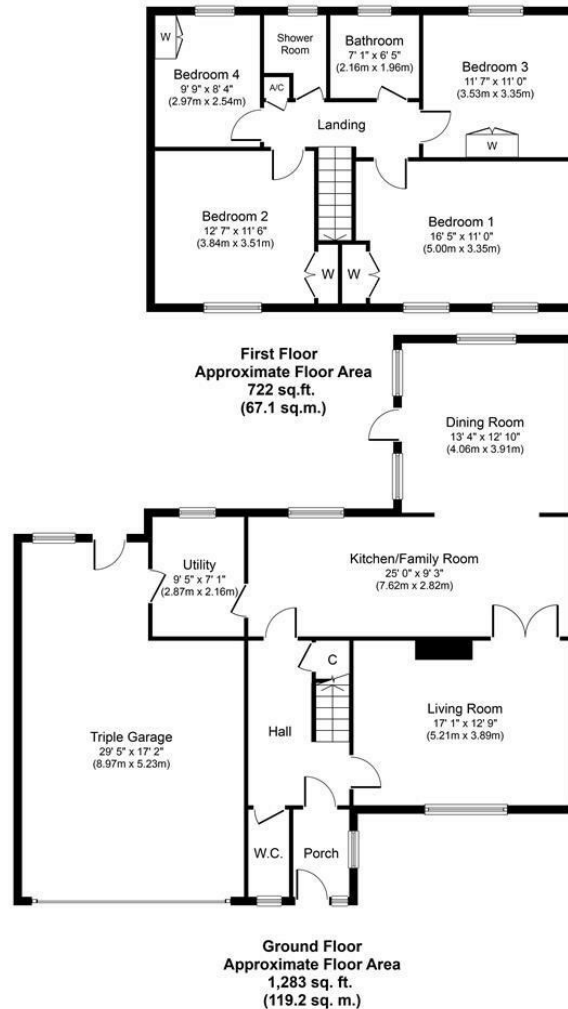 W
Bedroom 4
9' 9" x 8' 4"
(2.97m x 2.54m)
Shower
Room
A/C
Bathroom
7' 1" x 6' 5"
(2.16m x 1.96m)
Bedroom 3
11' 7" x 11' 0"
(3.53m x 3.35m)
W
Landing
Bedroom 2
12' 7" x 11' 6"
(3.84m x 3.51m)
W
W
Bedroom 1
16' 5" x 11' 0"
(5.00m x 3.35m)
First Floor
Approximate Floor Area
722 sq.ft.
(67.1 sq.m.)
Dining Room
13' 4" x 12' 10"
(4.06m x 3.91m)
Utility
9' 5" x 7' 1"
(2.87m x 2.16m)
Kitchen/Family Room
25' 0" x 9' 3"
(7.62m x 2.82m)
C
Hall
Living Room
17' 1" x 12' 9"
(5.21m x 3.89m)
Triple Garage
29' 5" x 17' 2"
(8.97m x 5.23m)
W.C.
Porch
Ground Floor
Approximate Floor Area
1,283 sq. ft.
(119.2 sq. m.)